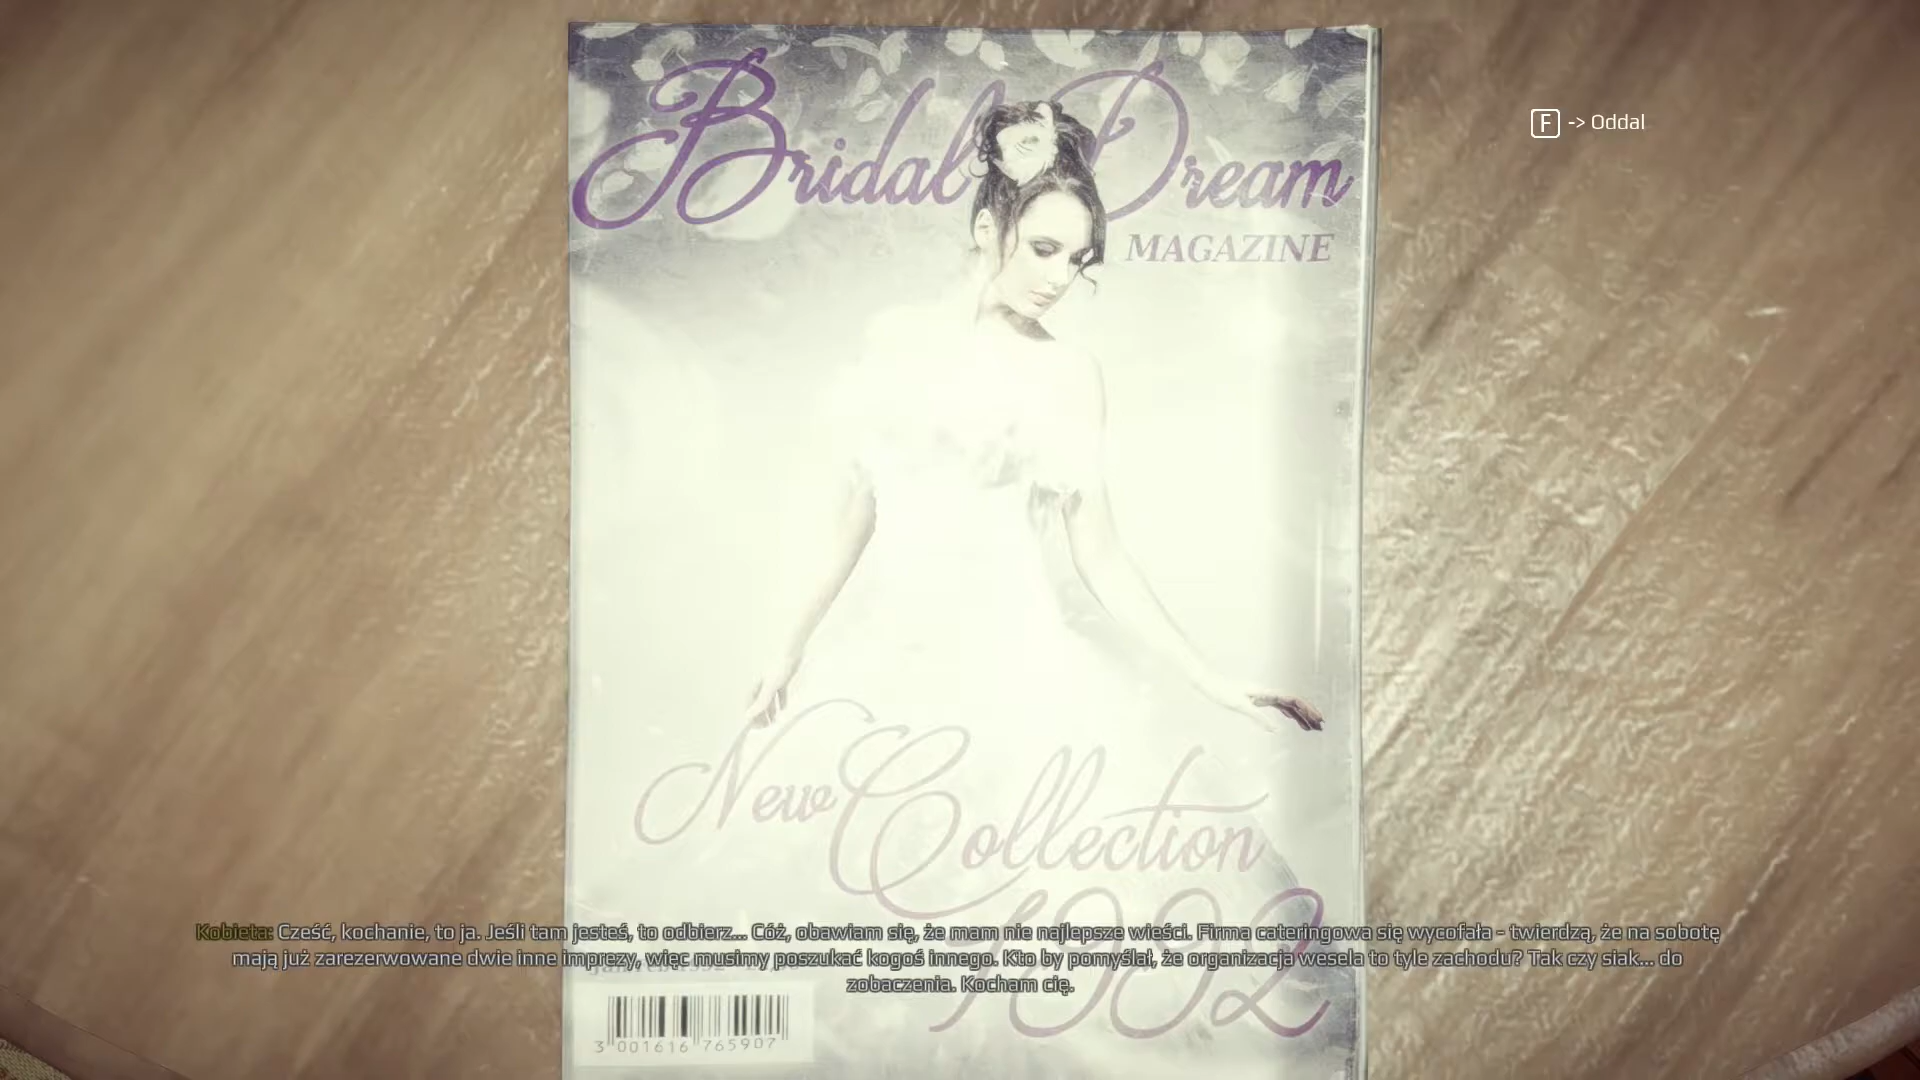 Bridal Dream
MAGAZINE
F -> Oddal
New Collection
1992
Kobieta: Cześć, kochanie, to ja. Jeśli tam jesteś, to odbierz... Cóż, obawiam się, że mam nie najlepsze wieści. Firma cateringowa się wycofała - twierdzą, że na sobotę
mają już zarezerwowane dwie inne imprezy, więc musimy poszukać kogoś innego. Kto by pomyślał, że organizacja wesela to tyle zachodu? Tak czy siak... do
zobaczenia. Kocham cię.
3 001616 765907